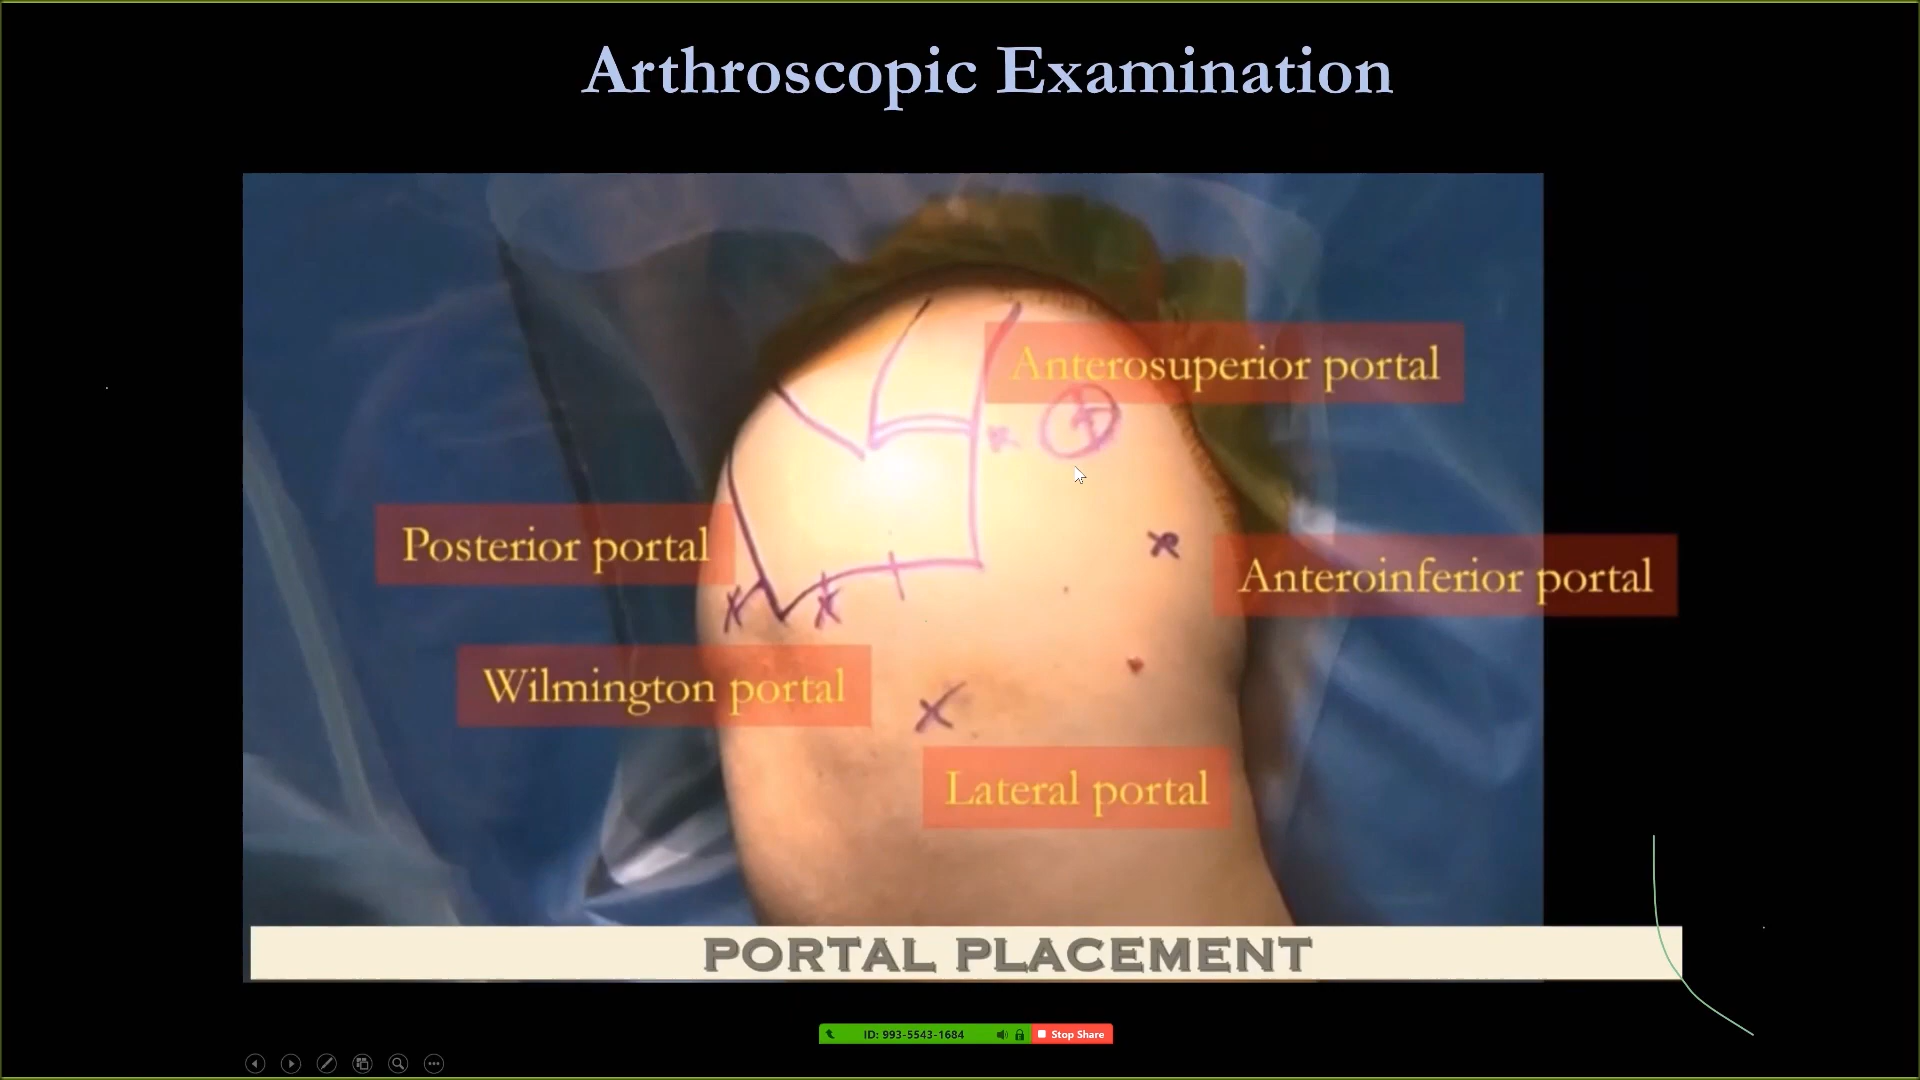 Arthroscopic Examination
Anterosuperior portal
Posterior portal
Anteroinferior portal
Wilmington portal
Lateral portal
PORTAL PLACEMENT
ID: 993-5543-1684
Stop Share